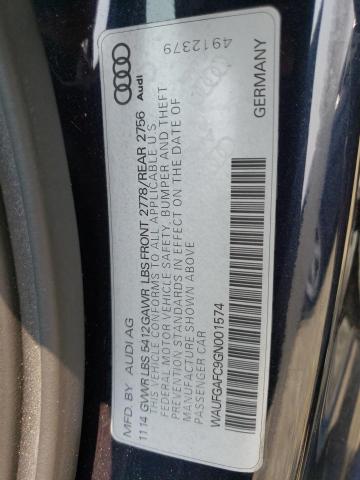 MFD. BY AUDI AG
11.14 GVWR LBS 5412 GAWR LBS FRONT 2778/REAR 2756
THIS VEHICLE CONFORMS TO ALL APPLICABLE U.S.
FEDERAL MOTOR VEHICLE SAFETY, BUMPER AND THEFT
PREVENTION STANDARDS IN EFFECT ON THE DATE OF
MANUFACTURE SHOWN ABOVE
PASSENGER CAR
WAUFGAFC9GN001574
GERMANY
Audi
4912379